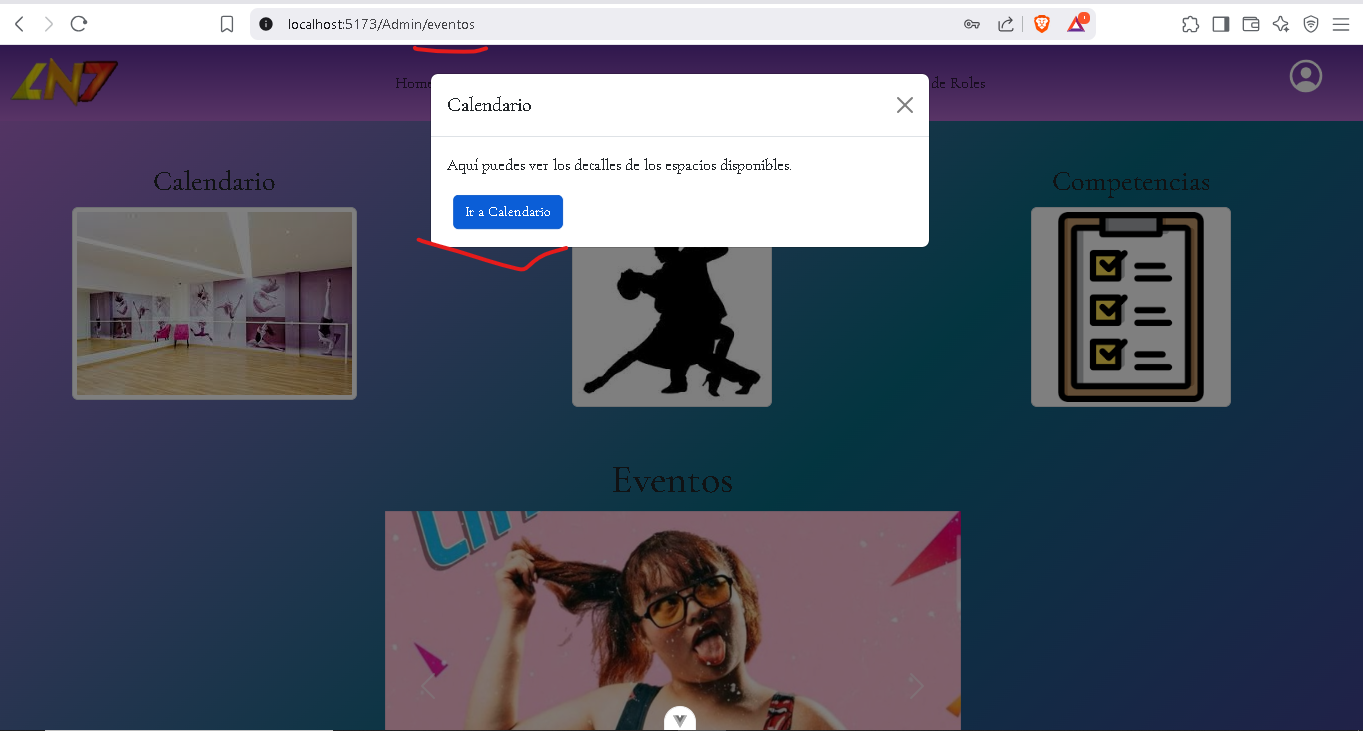 localhost:5173/Admin/eventos
LN7
Home
de Roles
Calendario
Aquí puedes ver los detalles de los espacios disponibles.
Ir a Calendario
Calendario
Competencias
Eventos